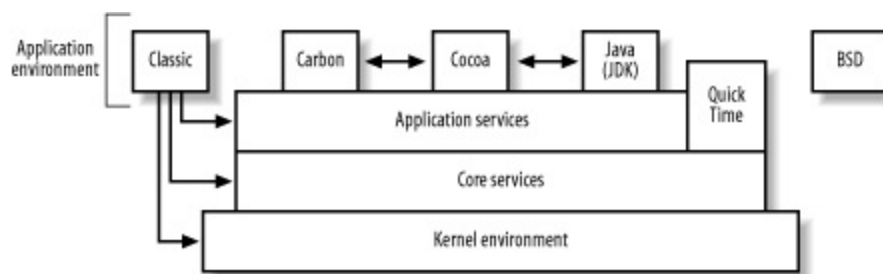 Application
environment
Classic
Carbon
Cocoa
Java
(JDK)
BSD
Quick
Time
Application services
Core services
Kernel environment